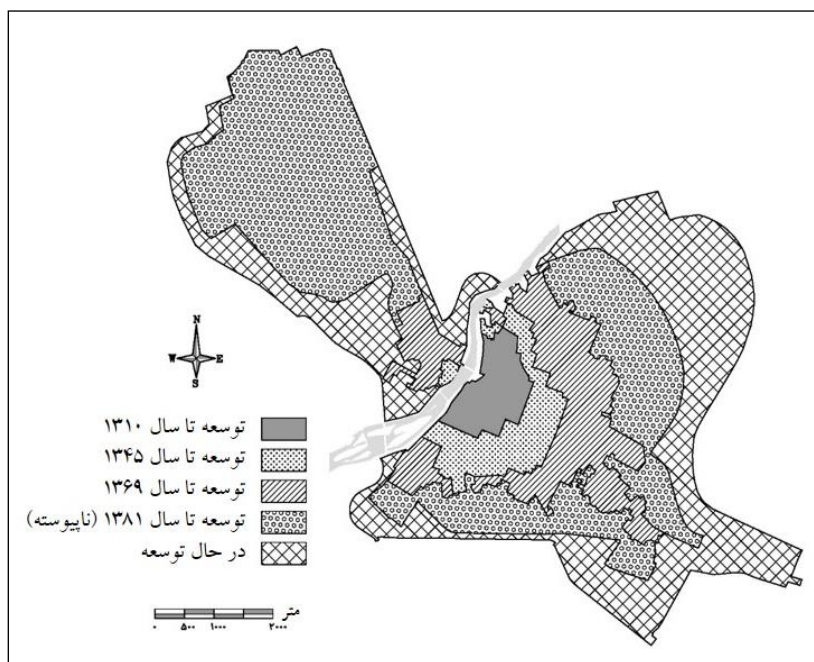 N
W E
S
توسعه تا سال ۱۳۱۰
توسعه تا سال ۱۳۴۵
توسعه تا سال ۱۳۶۹
توسعه تا سال ۱۳۸۱ (ناپیوسته)
در حال توسعه
متر
۰ ۵۰۰ ۱۰۰۰ ۲۰۰۰